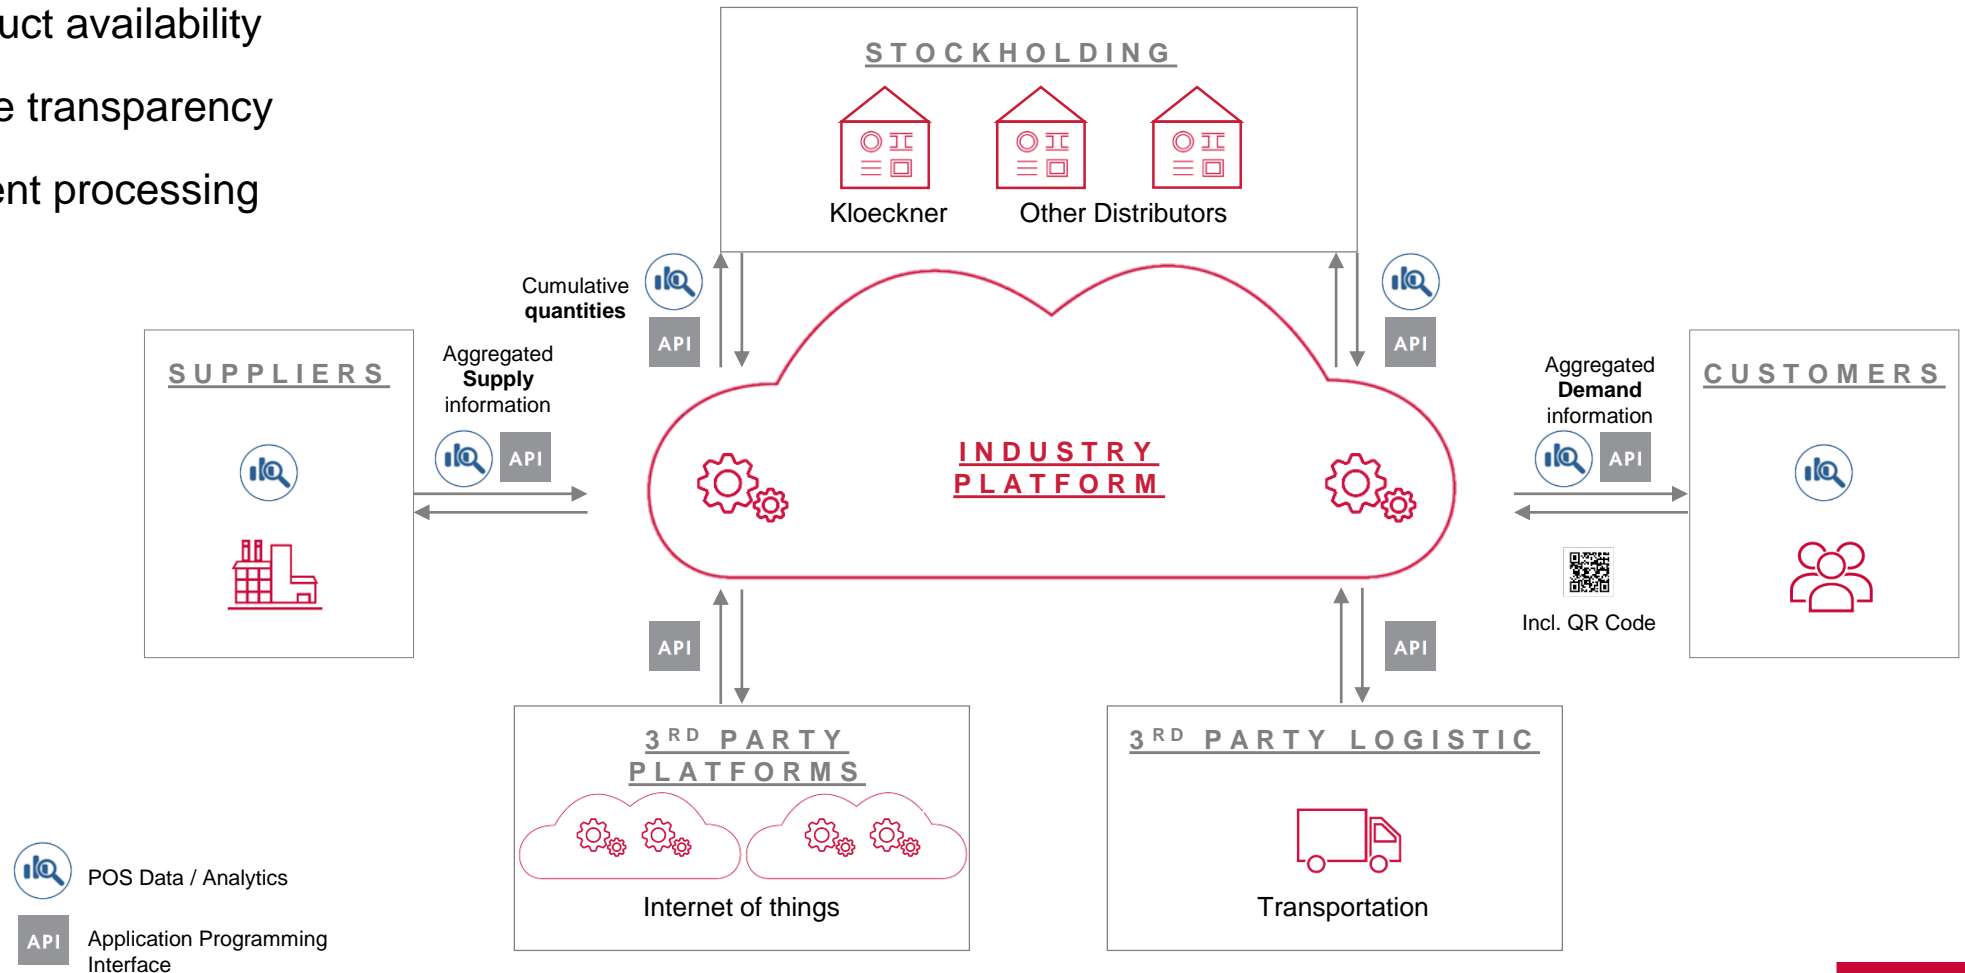 uct availability
e transparency
ent processing
STOCKHOLDING
Kloeckner
Other Distributors
Cumulative
quantities
API
API
SUPPLIERS
Aggregated
Supply
information
API
INDUSTRY
PLATFORM
Aggregated
Demand
information
API
CUSTOMERS
Incl. QR Code
API
API
3RD PARTY
PLATFORMS
Internet of things
3RD PARTY LOGISTIC
Transportation
POS Data / Analytics
API
Application Programming
Interface